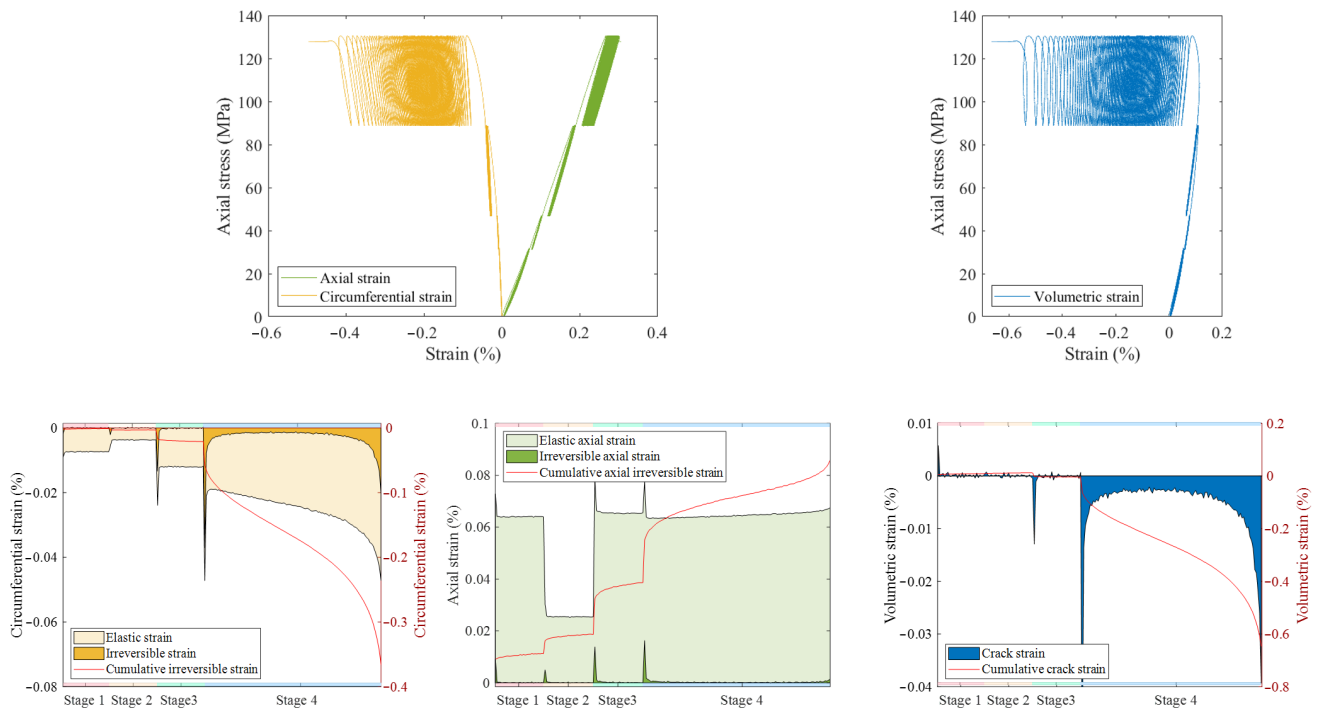 140
120
100
80
60
40
20
0
Axial stress (MPa)
Axial strain
Circumferential strain
−0.6
−0.4
−0.2
0
0.2
0.4
Strain (%)
140
120
100
80
60
40
20
0
Axial stress (MPa)
Volumetric strain
−0.6
−0.4
−0.2
0
0.2
Strain (%)
0
−0.02
−0.04
−0.06
−0.08
Circumferential strain (%)
Elastic strain
Irreversible strain
Cumulative irreversible strain
0
−0.1
−0.2
−0.3
−0.4
Circumferential strain (%)
Stage 1
Stage 2
Stage3
Stage 4
0.1
0.08
0.06
0.04
0.02
0
Axial strain (%)
Elastic axial strain
Irreversible axial strain
Cumulative axial irreversible strain
Stage 1
Stage 2
Stage3
Stage 4
0.01
0
−0.01
−0.02
−0.03
−0.04
Volumetric strain (%)
Crack strain
Cumulative crack strain
0.2
0
−0.2
−0.4
−0.6
−0.8
Volumetric strain (%)
Stage 1
Stage 2
Stage 3
Stage 4